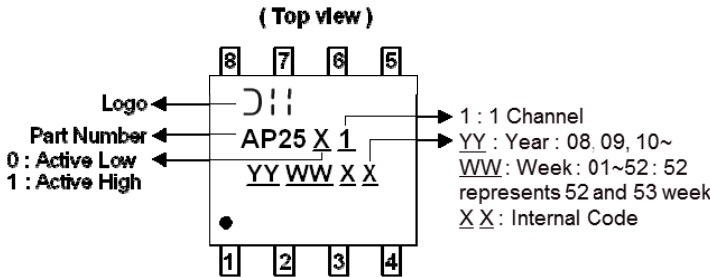 ( Top view )
8 7 6 5
Logo
Part Number
0 : Active Low
1 : Active High
AP25 X 1
YY WW X X
1 : 1 Channel
YY : Year : 08, 09, 10~
WW : Week : 01~52 : 52
represents 52 and 53 week
X X : Internal Code
1 2 3 4